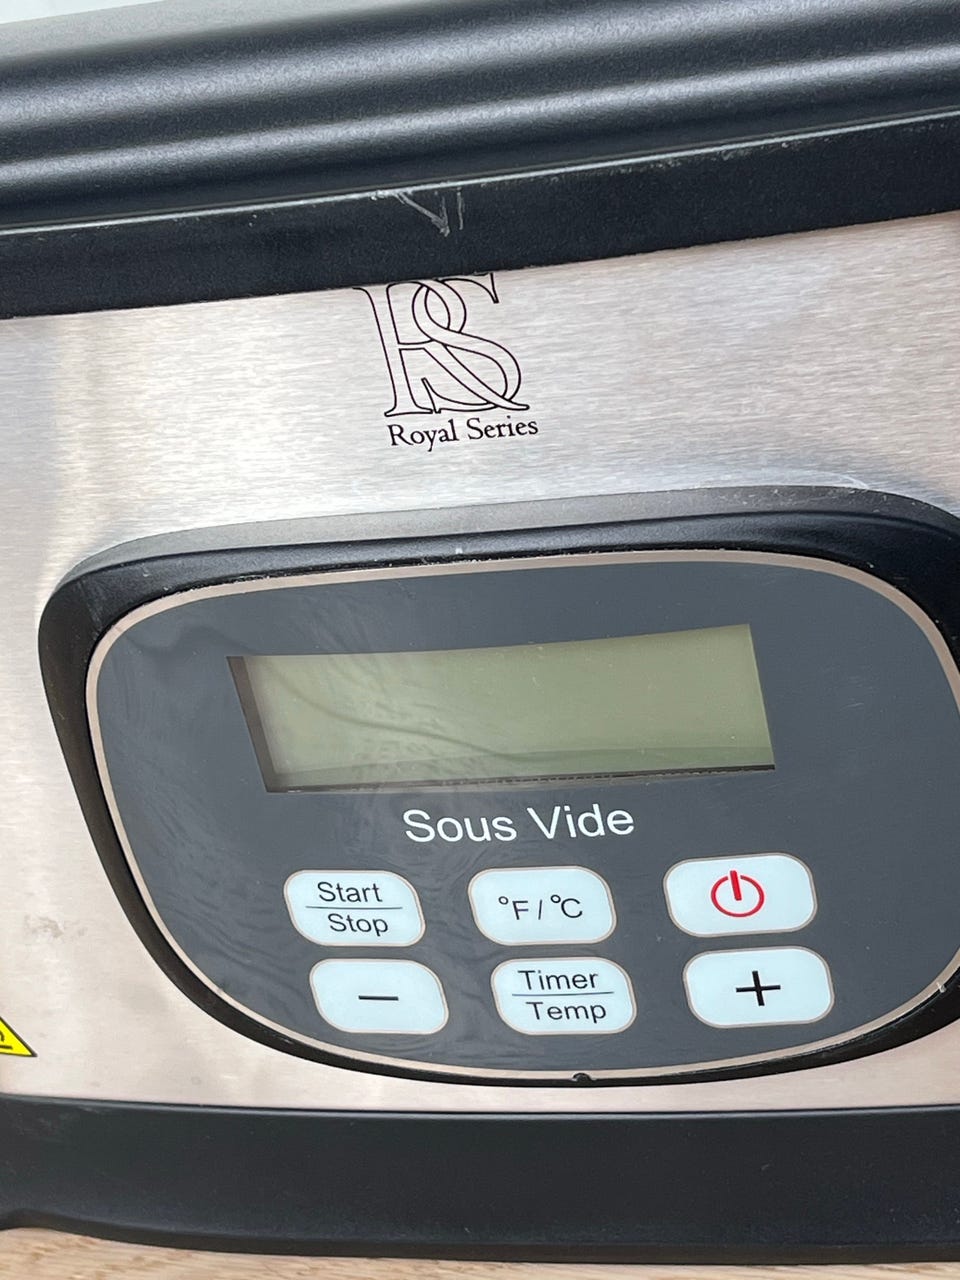 RS
Royal Series
Sous Vide
Start
Stop
°F / °C
−
Timer
Temp
+